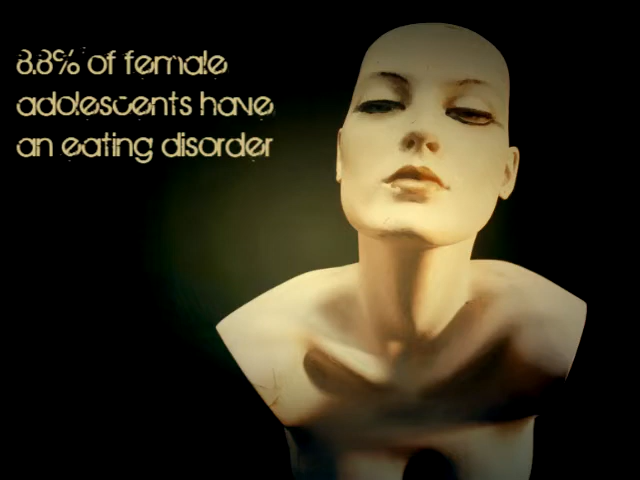 8.8% of female
adolescents have
an eating disorder